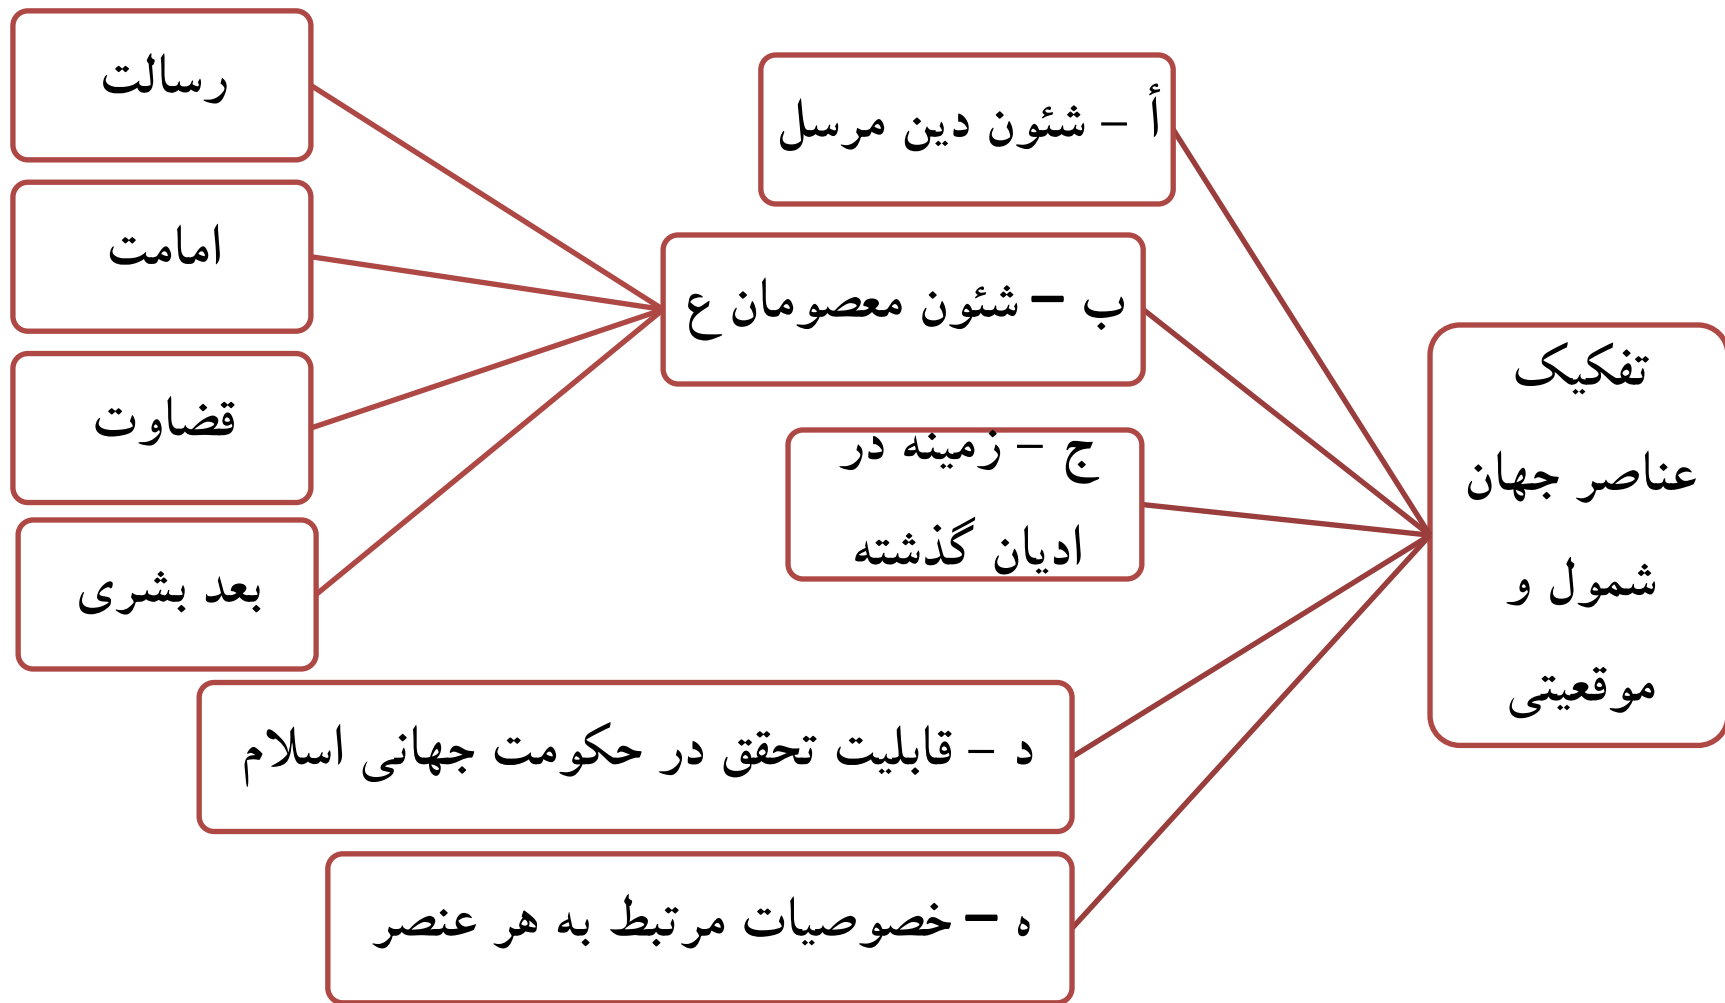 تفکیک
عناصر جهان
شمول و
موقعیتی
أ – شئون دین مرسل
ب – شئون معصومان ع
رسالت
امامت
قضاوت
بعد بشری
ج – زمینه در
ادیان گذشته
د – قابلیت تحقق در حکومت جهانی اسلام
ه – خصوصیات مرتبط به هر عنصر